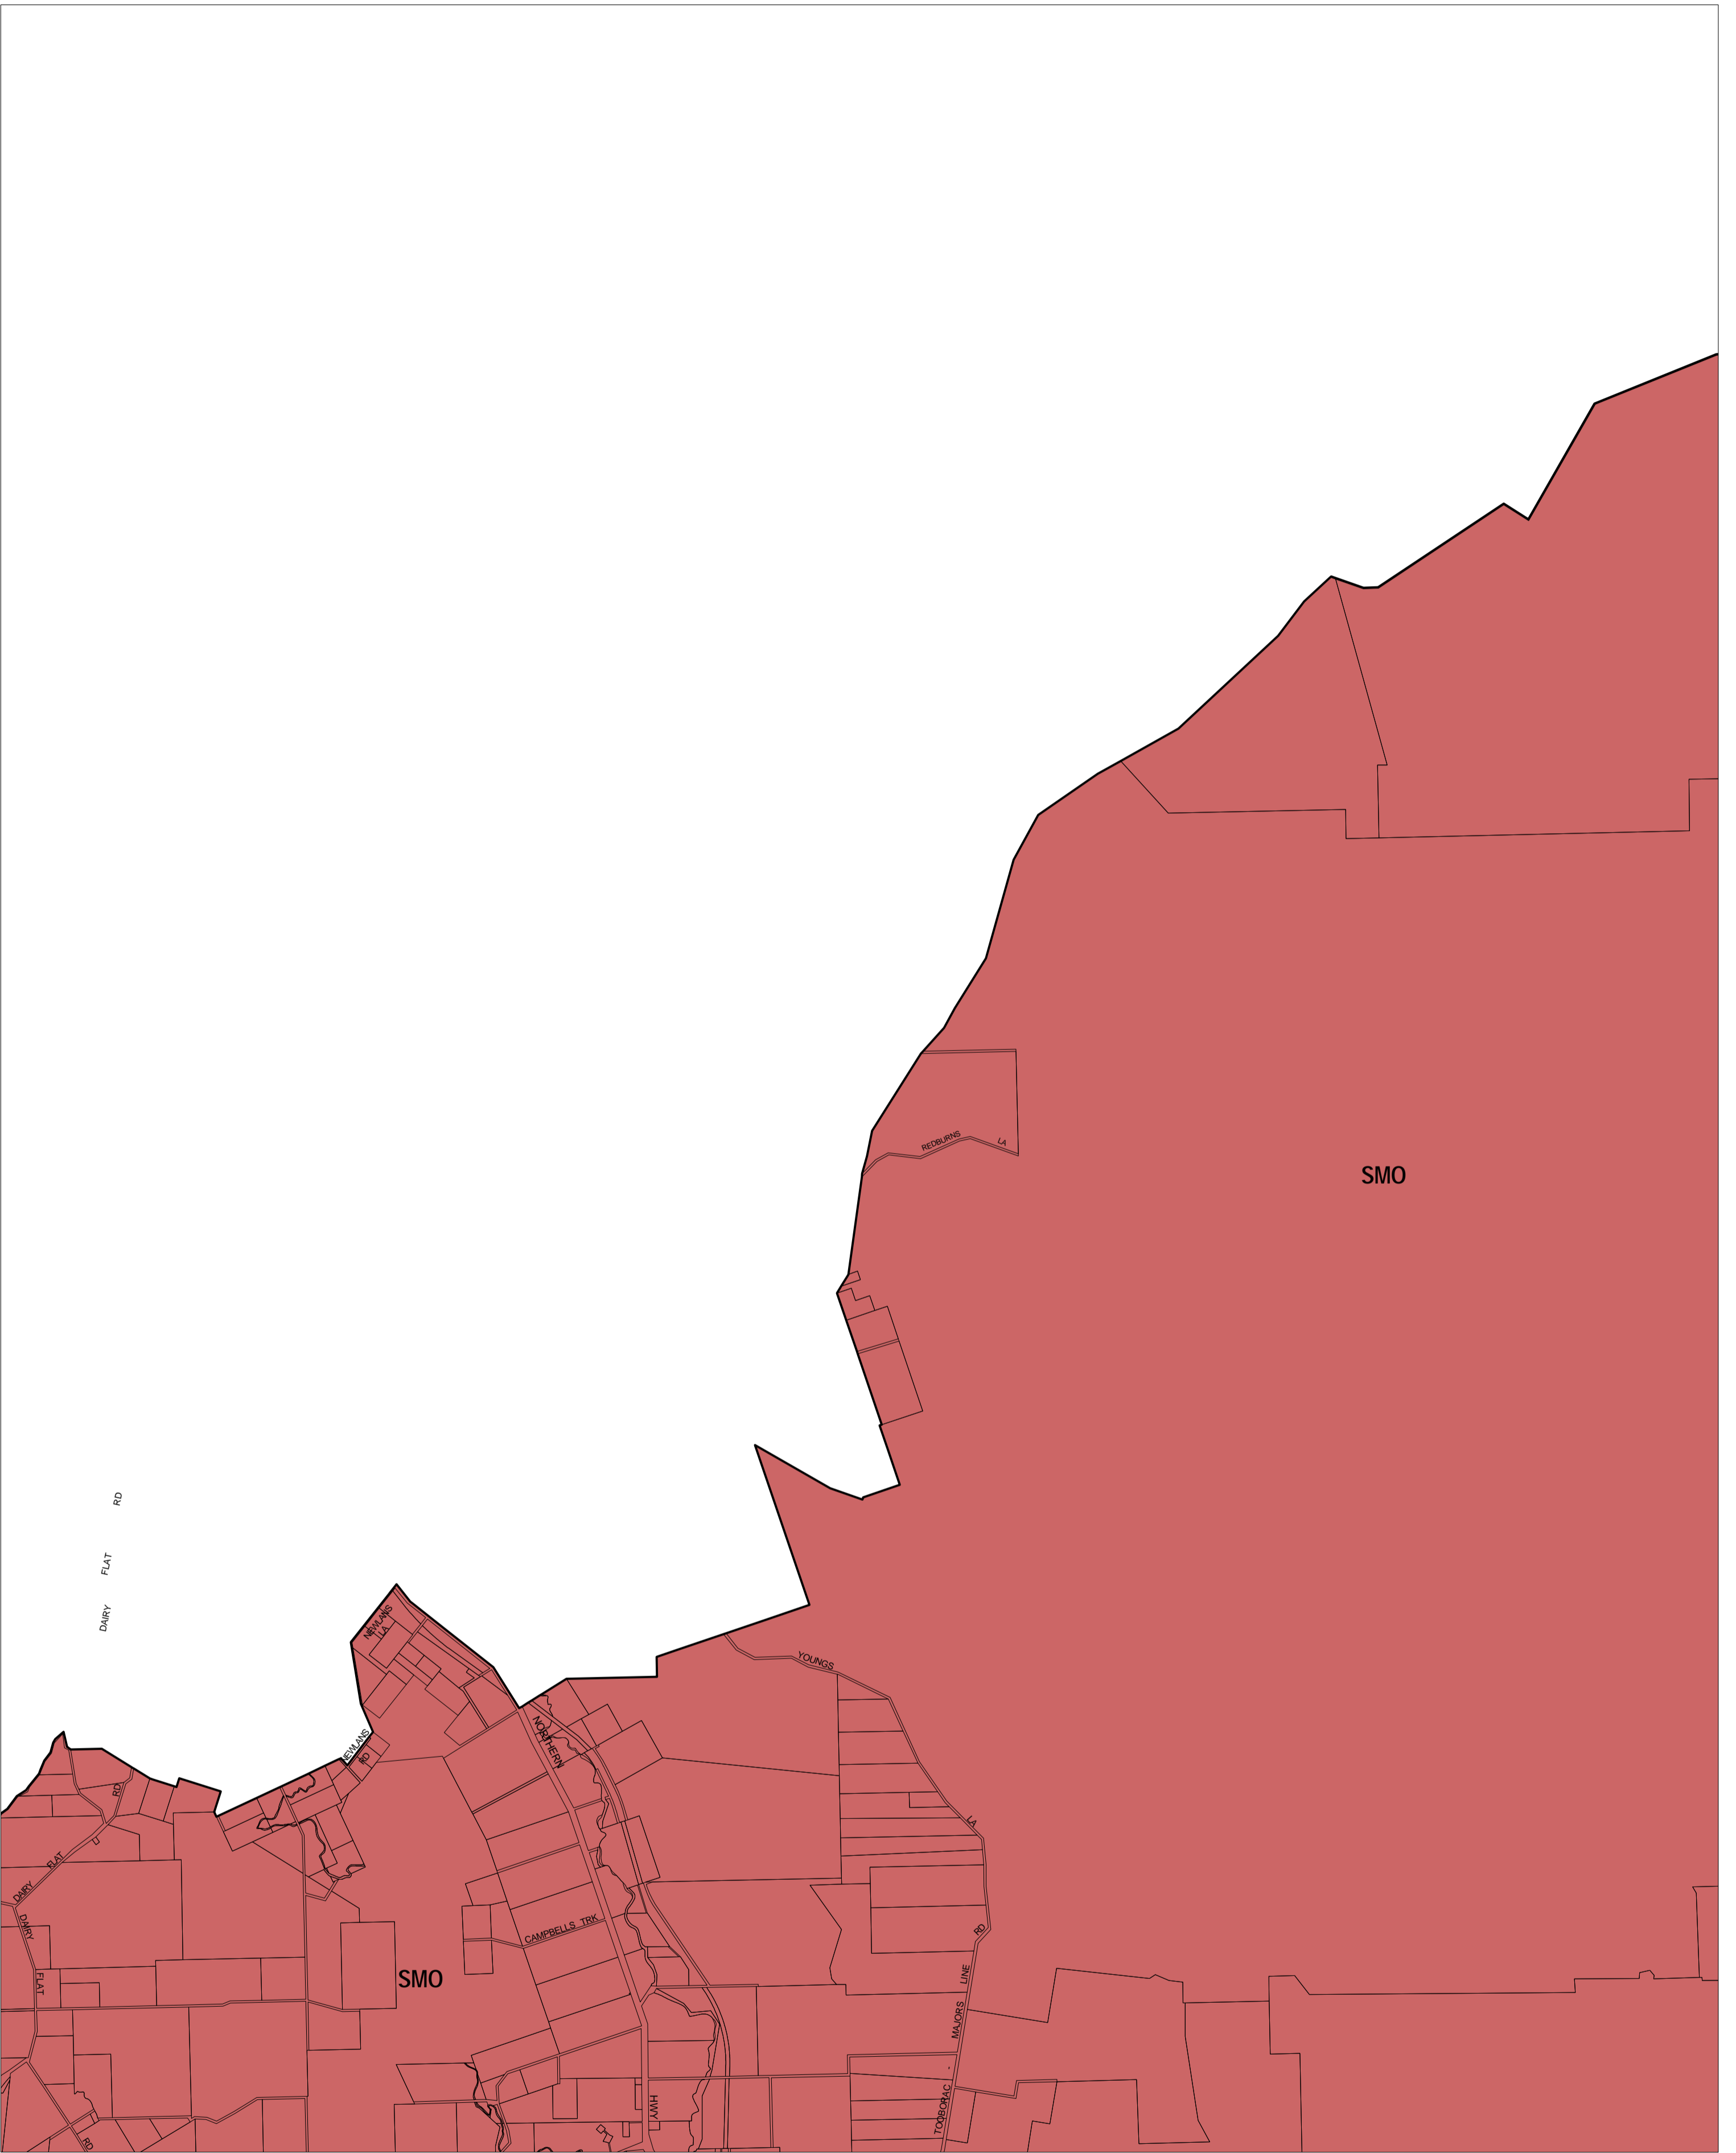 REDBURNS LA
SMO
DAIRY FLAT RD
NEWLANS LA
YOUNGS LA
NEWLANS RD
NORTHERN HWY
RD
DAIRY FLAT
DAIRY FLAT RD
CAMPBELLS TRK
SMO
TOOBORAC - MAJORS LINE RD